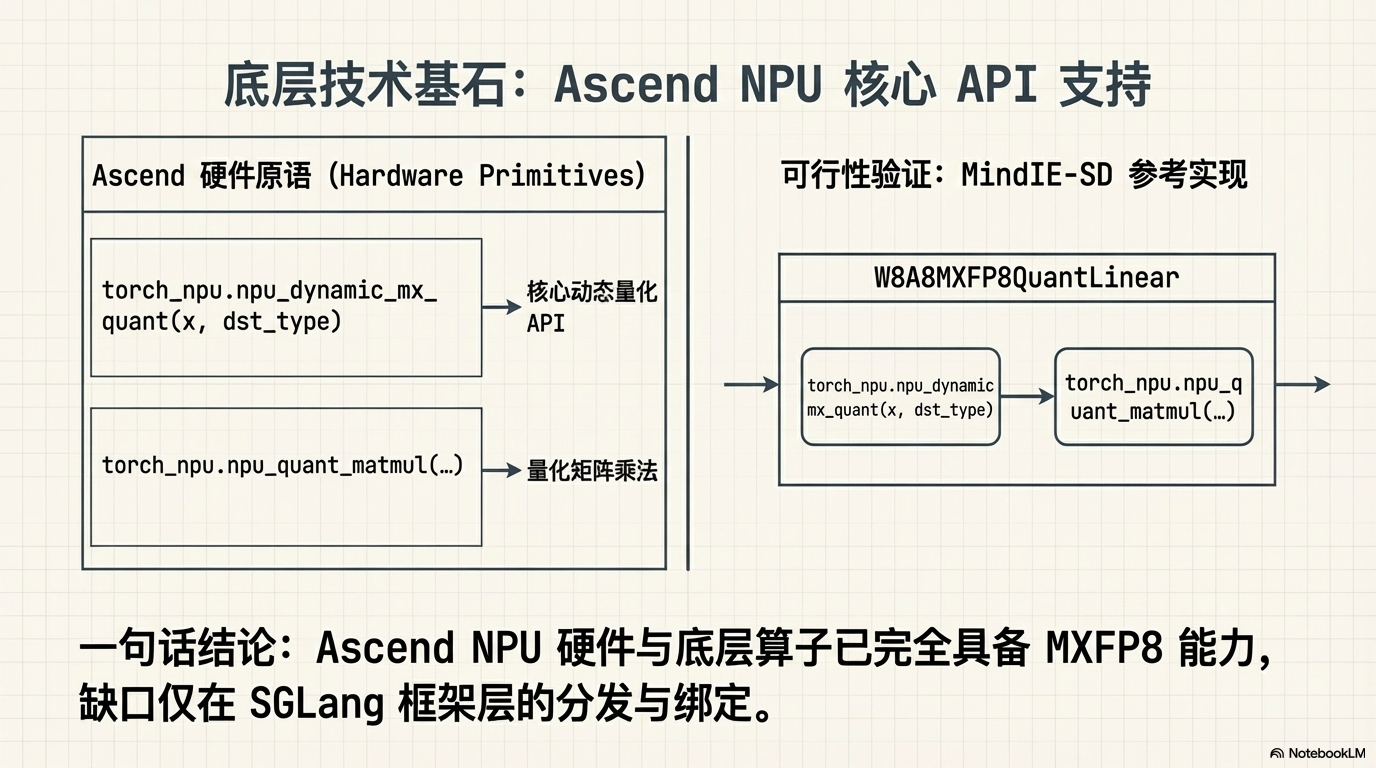 底层技术基石：Ascend NPU 核心 API 支持
Ascend 硬件原语（Hardware Primitives）
torch_npu.npu_dynamic_mx_
quant(x, dst_type)
核心动态量化
API
torch_npu.npu_quant_matmul(…)
量化矩阵乘法
可行性验证：MindIE-SD 参考实现
W8A8MXFP8QuantLinear
torch_npu.npu_dynamic
mx_quant(x, dst_type)
torch_npu.npu_q
uant_matmul(…)
一句话结论：Ascend NPU 硬件与底层算子已完全具备 MXFP8 能力，
缺口仅在 SGLang 框架层的分发与绑定。
NotebookLM